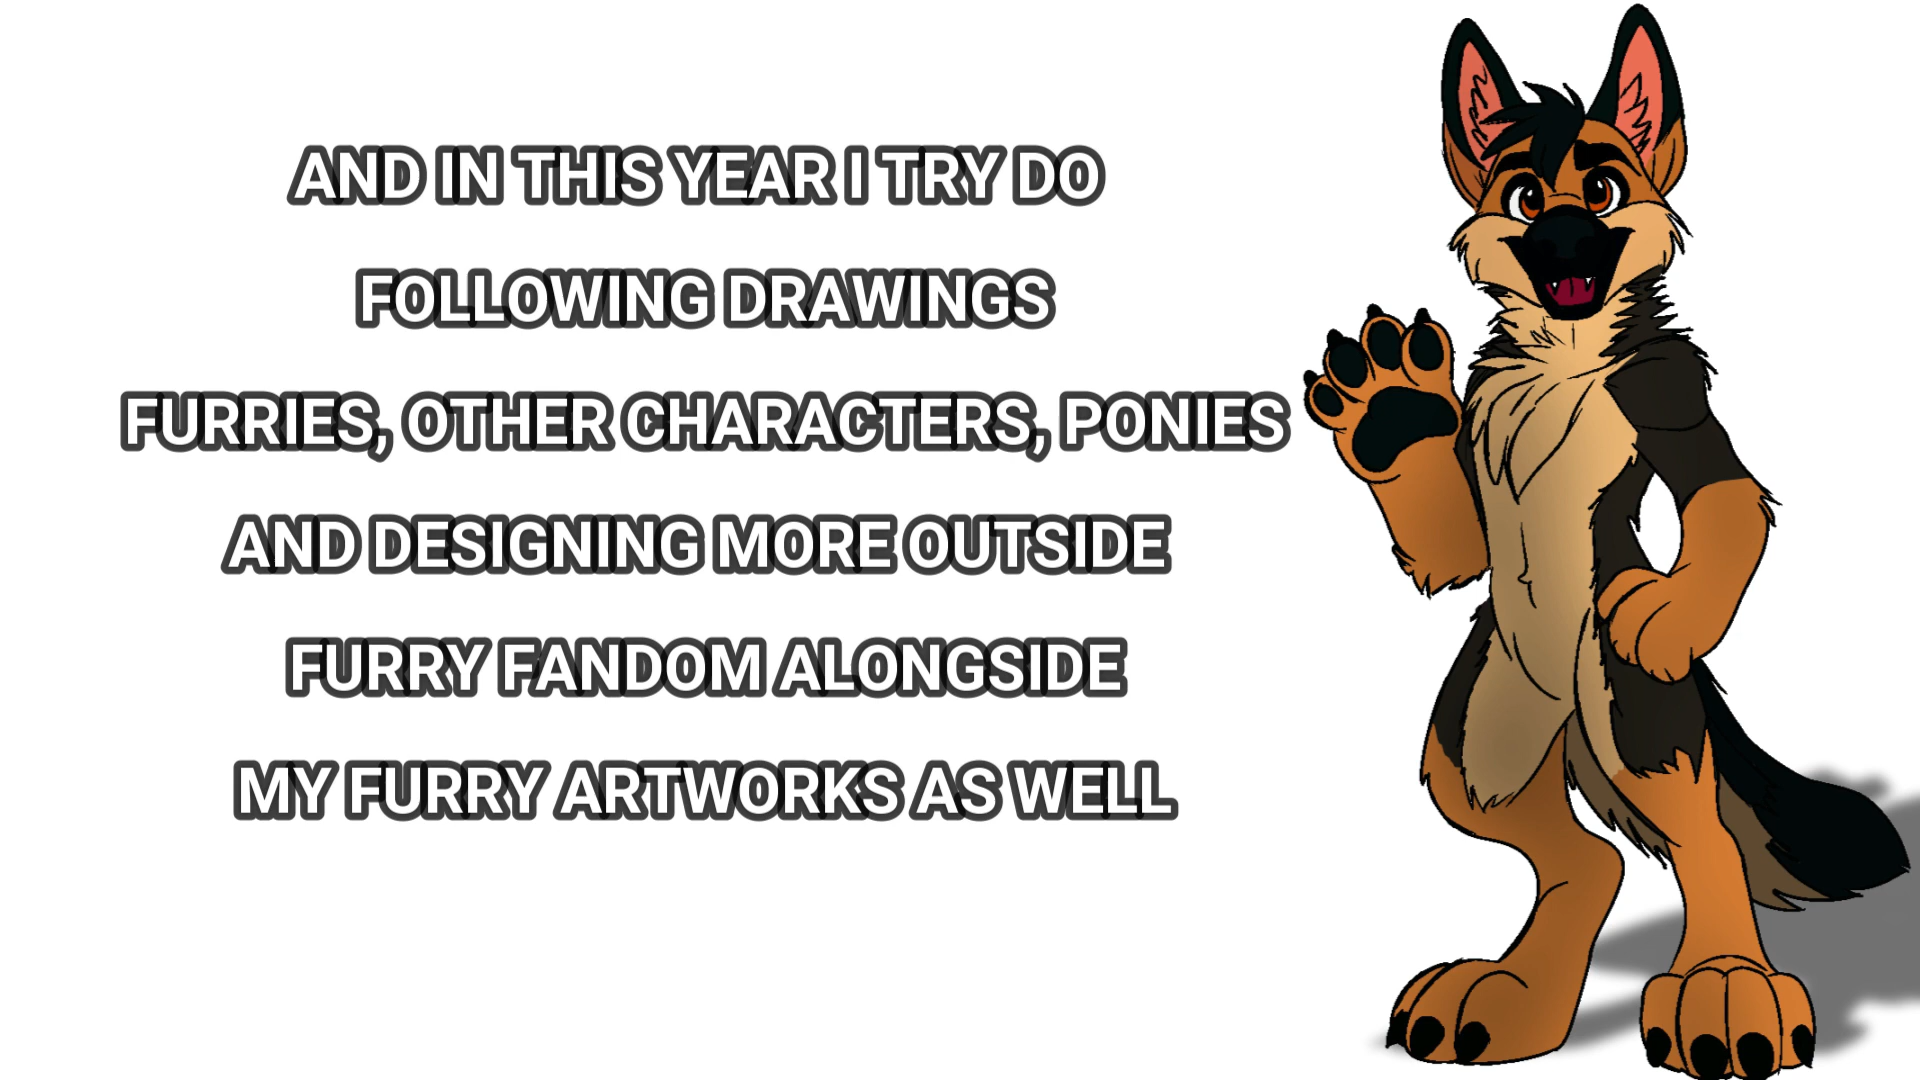 AND IN THIS YEAR I TRY DO
FOLLOWING DRAWINGS
FURRIES, OTHER CHARACTERS, PONIES
AND DESIGNING MORE OUTSIDE
FURRY FANDOM ALONGSIDE
MY FURRY ARTWORKS AS WELL